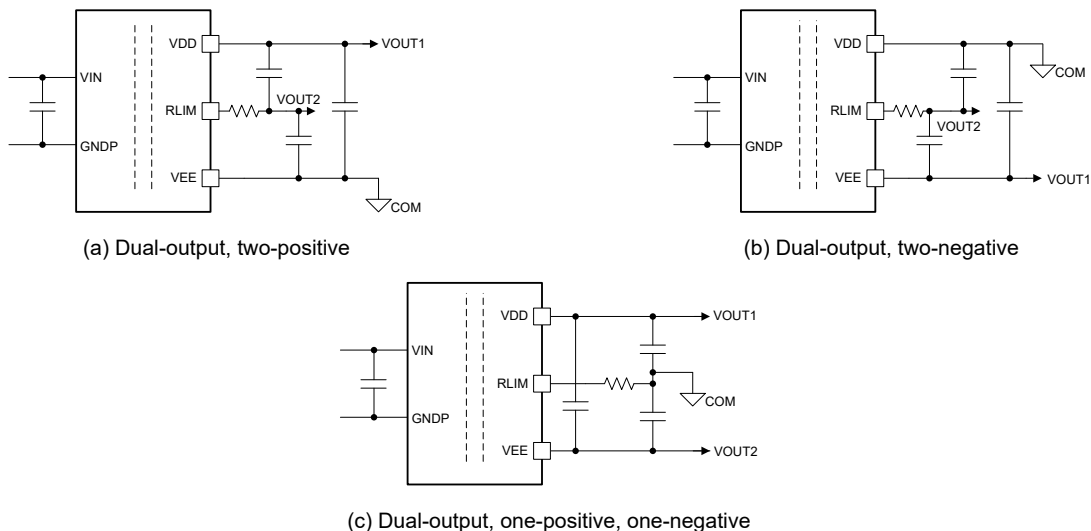 VDD
VOUT1
VIN
RLIM
VOUT2
GNDP
VEE
COM
(a) Dual-output, two-positive
VDD
COM
VIN
RLIM
VOUT2
GNDP
VEE
VOUT1
(b) Dual-output, two-negative
VDD
VOUT1
VIN
RLIM
COM
GNDP
VEE
VOUT2
(c) Dual-output, one-positive, one-negative